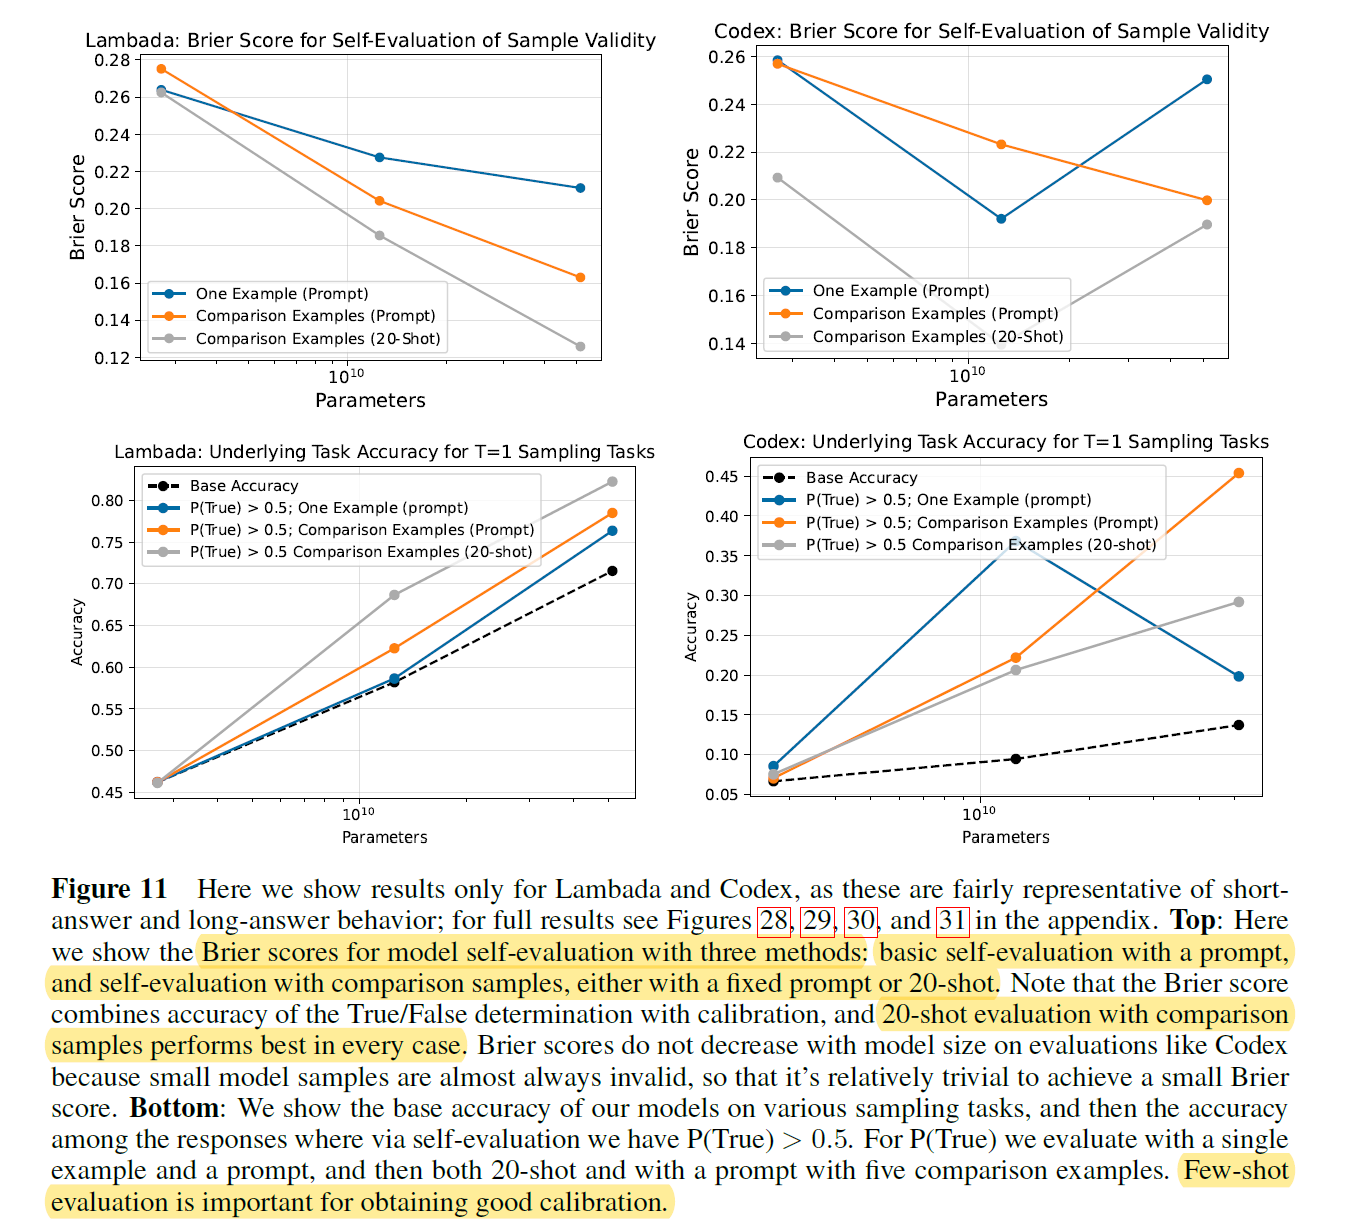 Lambada: Brier Score for Self-Evaluation of Sample Validity
0.28
0.26
0.24
0.22
0.20
0.18
0.16
0.14
0.12
Brier Score
One Example (Prompt)
Comparison Examples (Prompt)
Comparison Examples (20-Shot)
10^10
Parameters
Codex: Brier Score for Self-Evaluation of Sample Validity
0.26
0.24
0.22
0.20
0.18
0.16
0.14
Brier Score
One Example (Prompt)
Comparison Examples (Prompt)
Comparison Examples (20-Shot)
10^10
Parameters
Lambada: Underlying Task Accuracy for T=1 Sampling Tasks
0.80
0.75
0.70
0.65
0.60
0.55
0.50
0.45
Accuracy
Base Accuracy
P(True) > 0.5; One Example (prompt)
P(True) > 0.5; Comparison Examples (Prompt)
P(True) > 0.5 Comparison Examples (20-shot)
10^10
Parameters
Codex: Underlying Task Accuracy for T=1 Sampling Tasks
0.45
0.40
0.35
0.30
0.25
0.20
0.15
0.10
0.05
Accuracy
Base Accuracy
P(True) > 0.5; One Example (prompt)
P(True) > 0.5; Comparison Examples (Prompt)
P(True) > 0.5 Comparison Examples (20-shot)
10^10
Parameters
Figure 11 Here we show results only for Lambada and Codex, as these are fairly representative of short-
answer and long-answer behavior; for full results see Figures 28, 29, 30, and 31 in the appendix. Top: Here
we show the Brier scores for model self-evaluation with three methods: basic self-evaluation with a prompt,
and self-evaluation with comparison samples, either with a fixed prompt or 20-shot. Note that the Brier score
combines accuracy of the True/False determination with calibration, and 20-shot evaluation with comparison
samples performs best in every case. Brier scores do not decrease with model size on evaluations like Codex
because small model samples are almost always invalid, so that it's relatively trivial to achieve a small Brier
score. Bottom: We show the base accuracy of our models on various sampling tasks, and then the accuracy
among the responses where via self-evaluation we have P(True) > 0.5. For P(True) we evaluate with a single
example and a prompt, and then both 20-shot and with a prompt with five comparison examples. Few-shot
evaluation is important for obtaining good calibration.